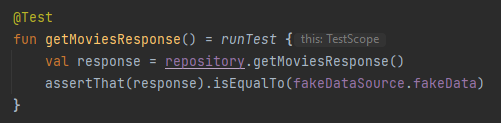 @Test
fun getMoviesResponse() = runTest { this: TestScope
    val response = repository.getMoviesResponse()
    assertThat(response).isEqualTo(fakeDataSource.fakeData)
}